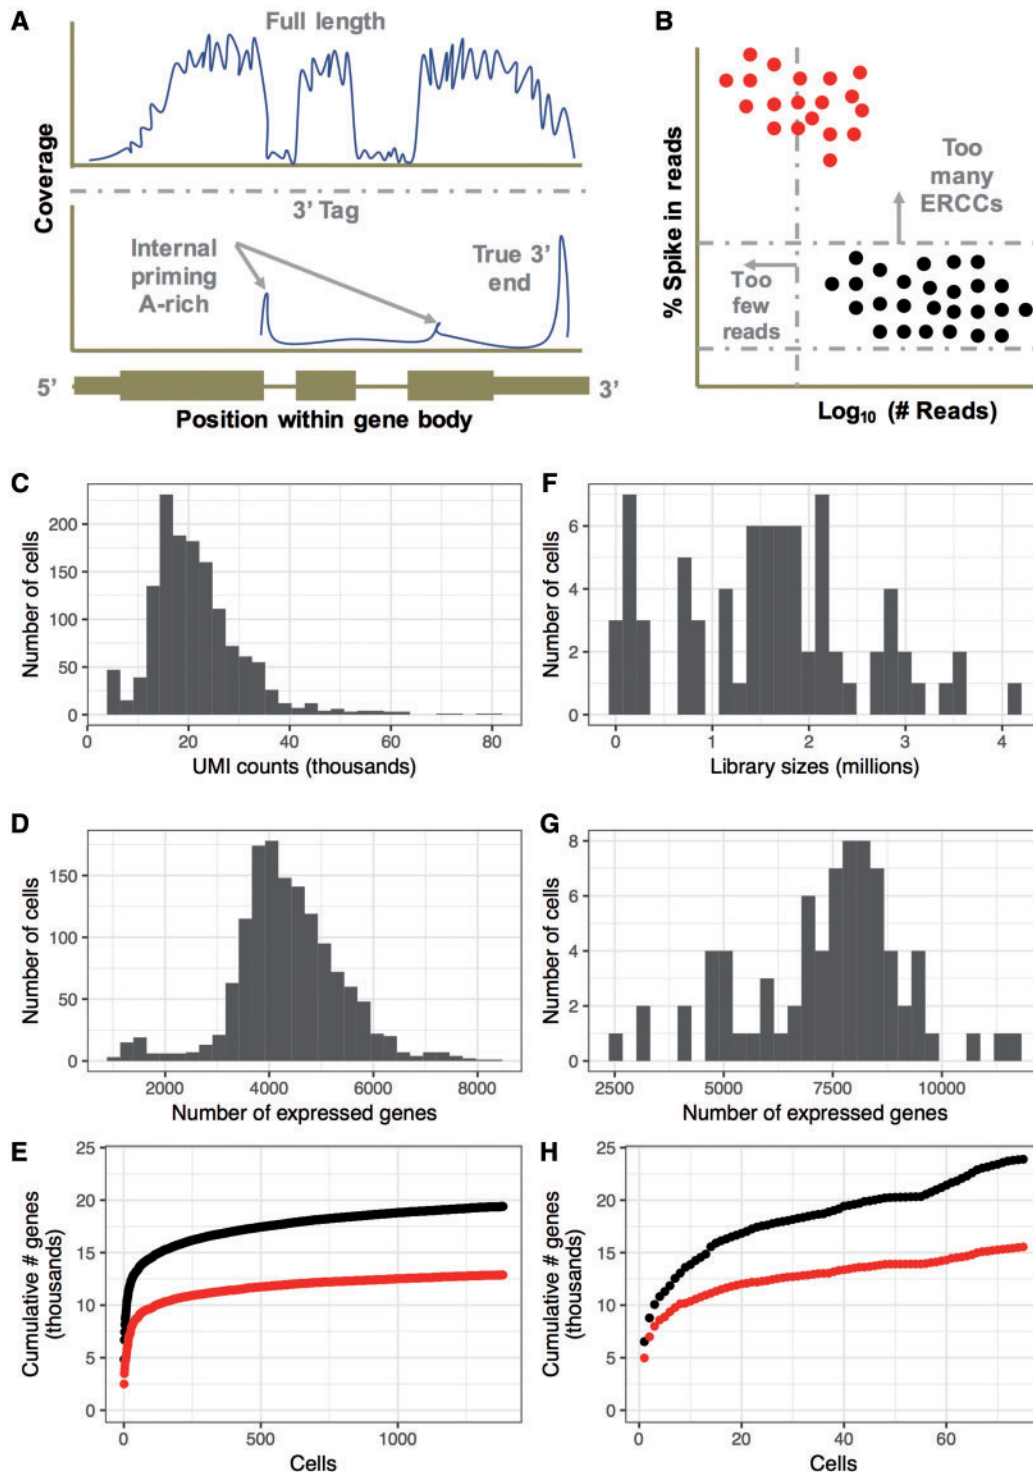 A
Full length
Coverage
3' Tag
Internal
priming
A-rich
True 3'
end
5'
3'
Position within gene body
B
% Spike in reads
Too
many
ERCCs
Too
few
reads
Log10 (# Reads)
C
Number of cells
200
150
100
50
0
0 20 40 60 80
UMI counts (thousands)
F
Number of cells
6
4
2
0
0 1 2 3 4
Library sizes (millions)
D
Number of cells
150
100
50
0
2000 4000 6000 8000
Number of expressed genes
G
Number of cells
8
6
4
2
0
2500 5000 7500 10000
Number of expressed genes
E
Cumulative # genes
(thousands)
25
20
15
10
5
0
0 500 1000
Cells
H
Cumulative # genes
(thousands)
25
20
15
10
5
0
0 20 40 60
Cells